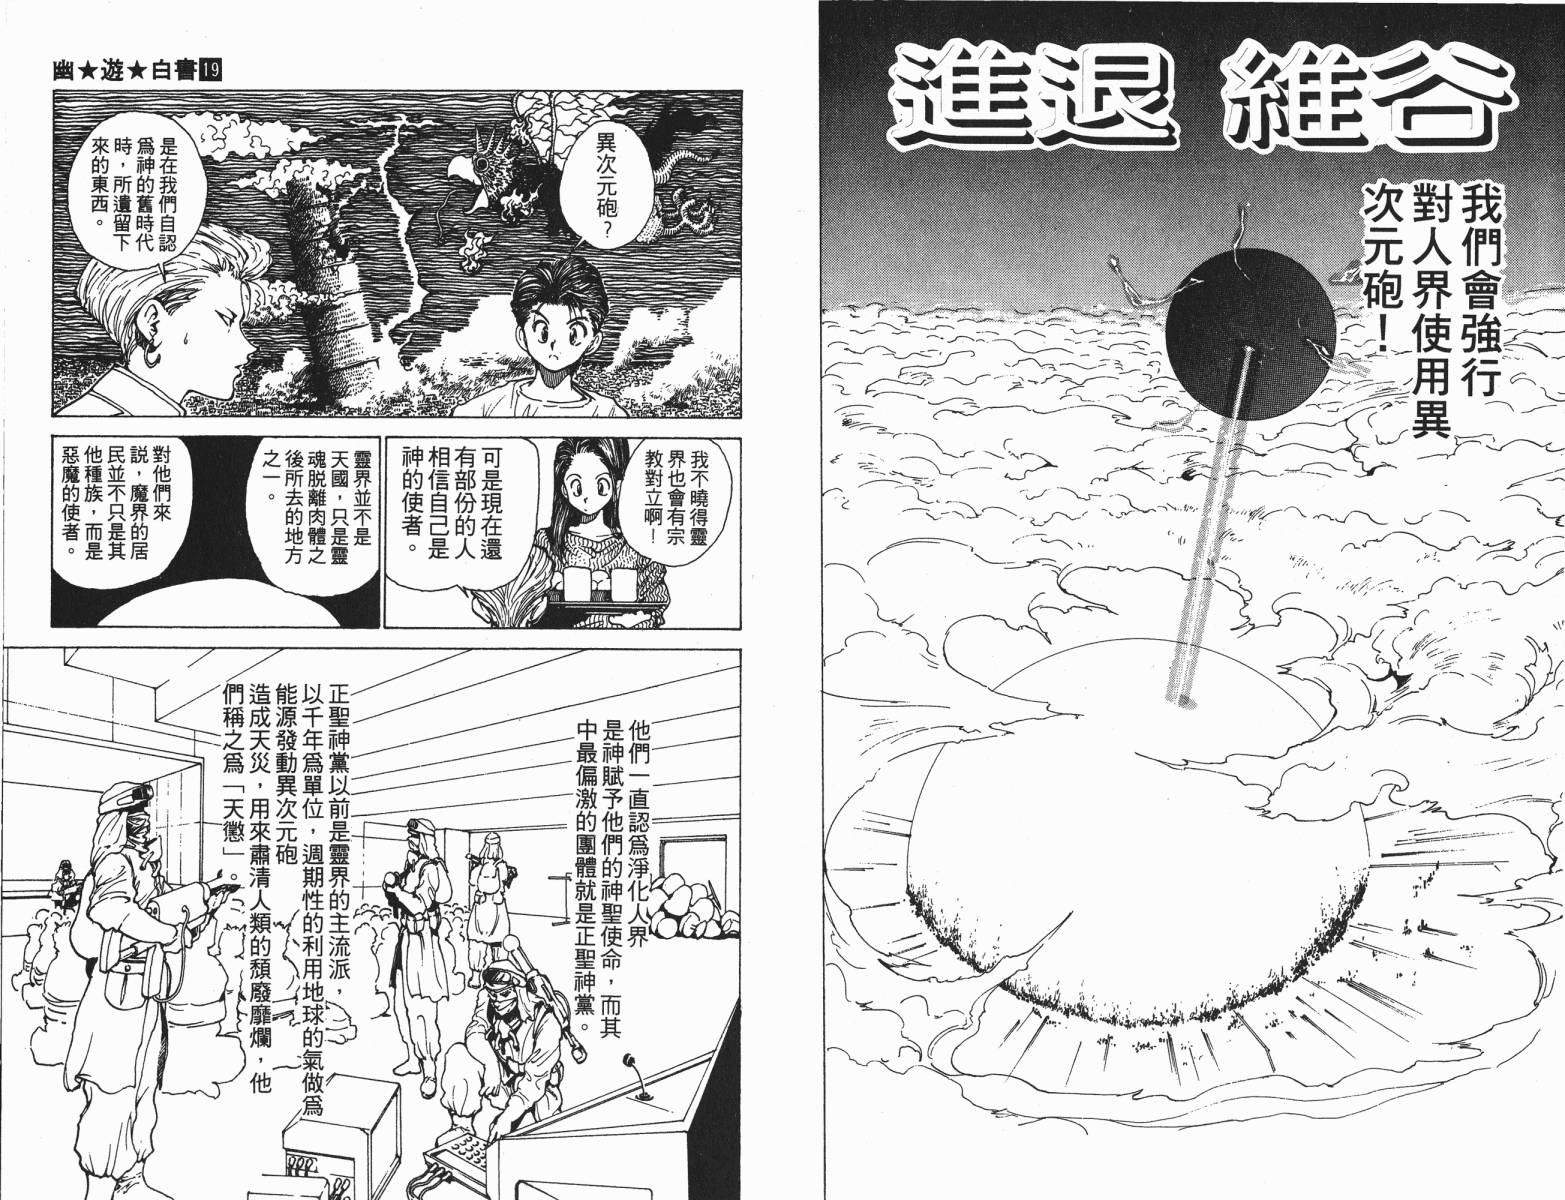 進退維谷
我們會強行
對人界使用異
次元砲！
幽★遊★白書19
異次元砲？
是在我們自認
為神的舊時代
時，所遺留下
來的東西。
我不曉得靈
界也會有宗
教對立啊！
可是現在還
有部份的人
相信自己是
神的使者。
靈界並不是
天國，只是靈
魂脱離肉體之
後所去的地方
之一。
對他們來
説，魔界的居
民並不只是其
他種族，而是
惡魔的使者。
他們一直認為淨化人界
是神賦予他們的神聖使命，而其
中最偏激的團體就是正聖神黨。
正聖神黨以前是靈界的主流派，
以千年為單位，週期性的利用地球的氣做為
能源發動異次元砲
造成天災，用來肅清人類的頹廢靡爛，他
們稱之為「天懲」。